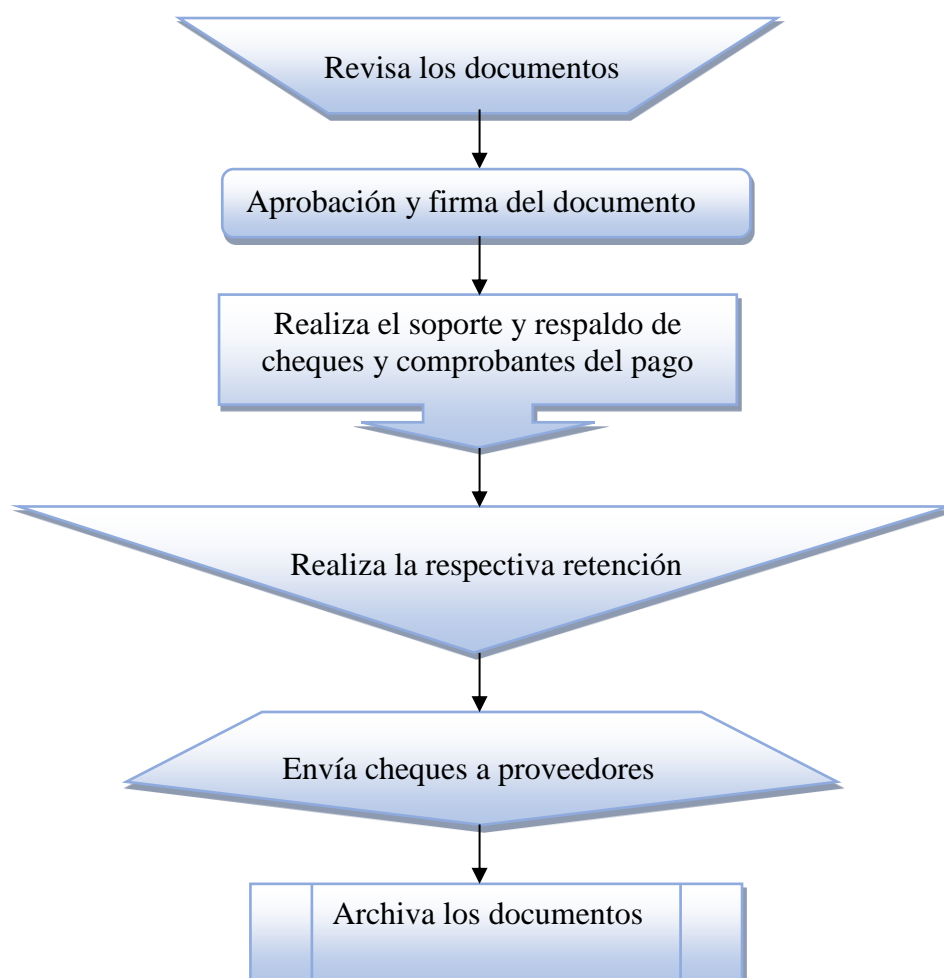 Revisa los documentos
Aprobación y firma del documento
Realiza el soporte y respaldo de
cheques y comprobantes del pago
Realiza la respectiva retención
Envía cheques a proveedores
Archiva los documentos